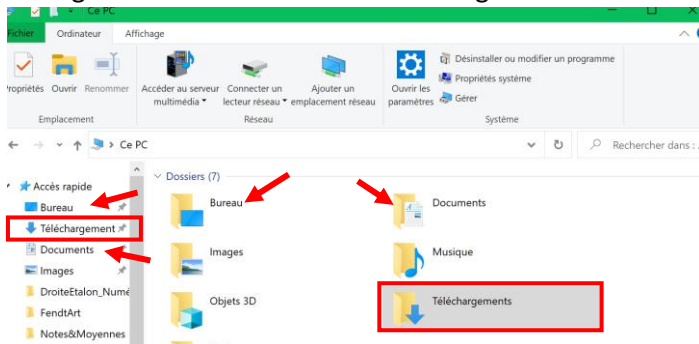 Ce PC
Fichier Ordinateur Affichage
Propriétés Ouvrir Renommer
Accéder au serveur multimédia
Connecter un lecteur réseau
Ajouter un emplacement réseau
Ouvrir les paramètres
Désinstaller ou modifier un programme
Propriétés système
Gérer
Emplacement Réseau Système
Ce PC
Rechercher dans :
Accès rapide
Bureau
Téléchargement
Documents
Images
DroiteEtalon_Numé
FendtArt
Notes&Moyennes
Dossiers (7)
Bureau Documents
Images Musique
Objets 3D Téléchargements